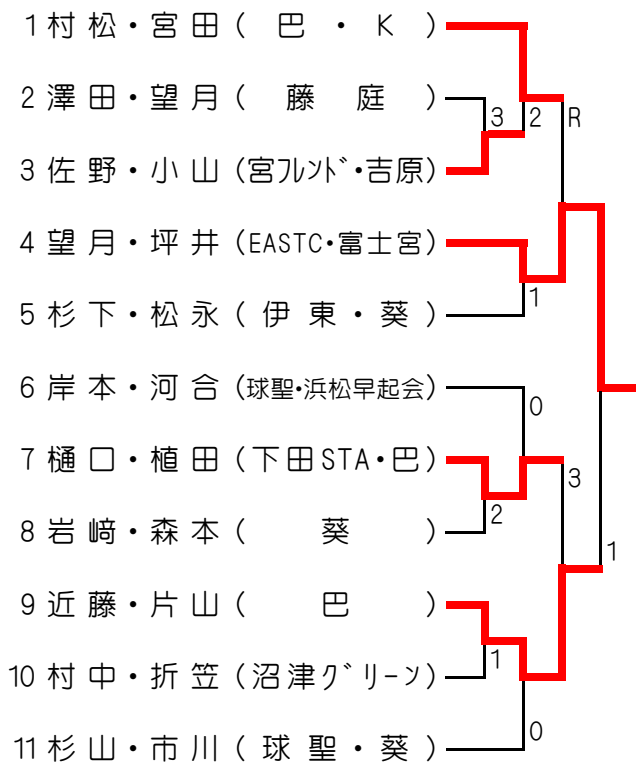 1 村松・宮田 ( 巴・K )
2 澤田・望月 ( 藤庭 )
3 2 R
3 佐野・小山 (宮フレンド・吉原)
4 望月・坪井 (EASTC・富士宮)
1
5 杉下・松永 ( 伊東・葵 )
6 岸本・河合 (球聖・浜松早起会)
0
7 樋口・植田 (下田STA・巴)
3
8 岩﨑・森本 ( 葵 )
2
1
9 近藤・片山 ( 巴 )
10 村中・折笠 (沼津グリーン)
1
11 杉山・市川 ( 球聖・葵 )
0